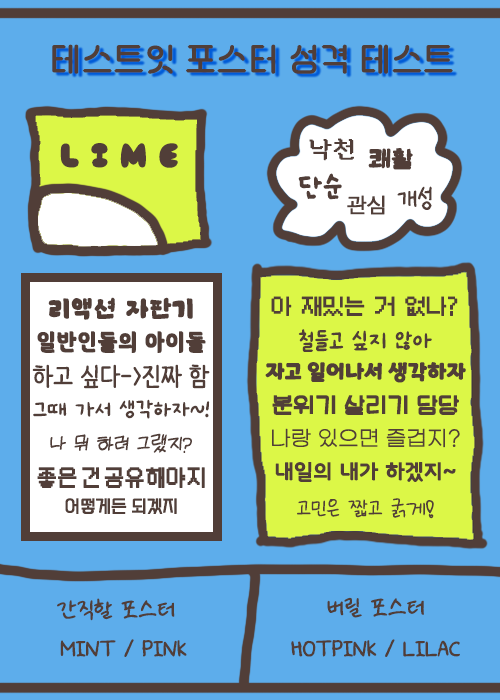 테스트잇 포스터 성격 테스트
LIME
낙천 쾌활
단순 관심 개성
리액션 자판기
일반인들의 아이돌
하고 싶다->진짜 함
그때 가서 생각하자~!
나 뭐 하려 그랬지?
좋은건공유해마지
어떻게든 되겠지
아 재밌는 거 없나?
철들고 싶지 않아
자고 일어나서 생각하자
분위기 살리기 담당
나랑 있으면 즐겁지?
내일의 내가 하겠지~
고민은 짧고 굵게!
간직할 포스터
MINT / PINK
버릴 포스터
HOTPINK / LILAC